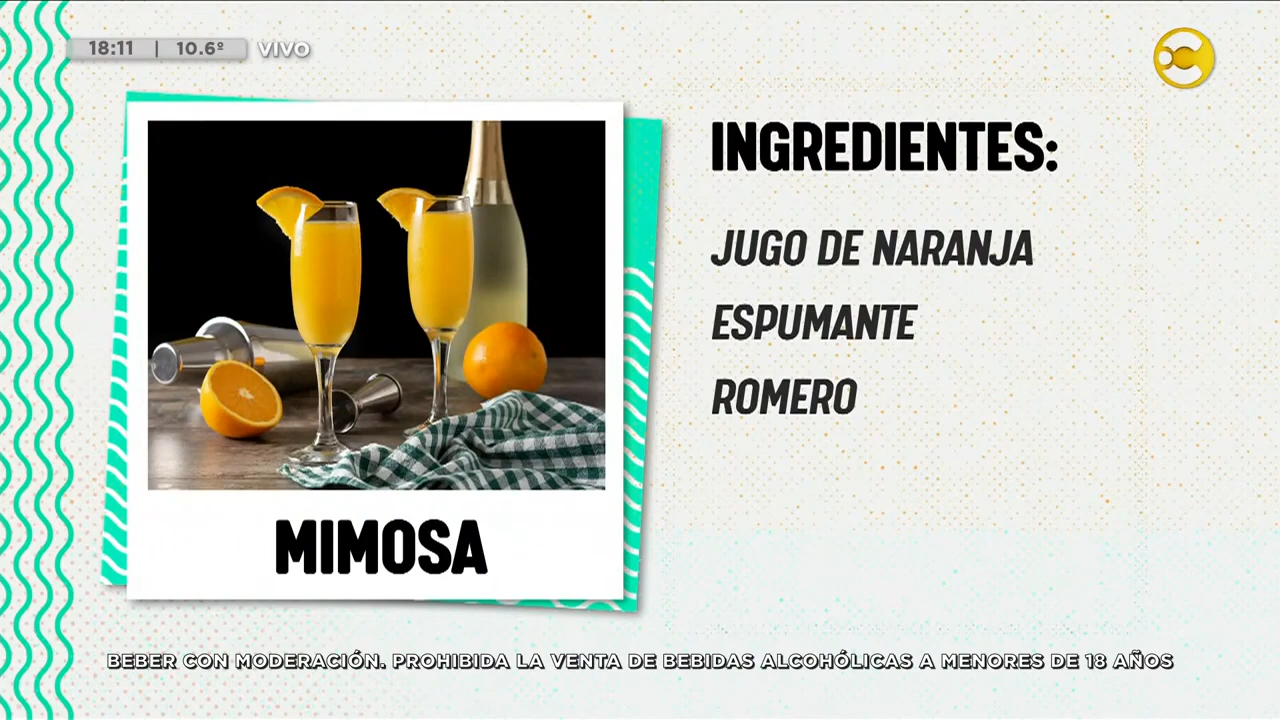 18:11 | 10.6º VIVO
INGREDIENTES:
JUGO DE NARANJA
ESPUMANTE
ROMERO
MIMOSA
BEBER CON MODERACIÓN. PROHIBIDA LA VENTA DE BEBIDAS ALCOHÓLICAS A MENORES DE 18 AÑOS